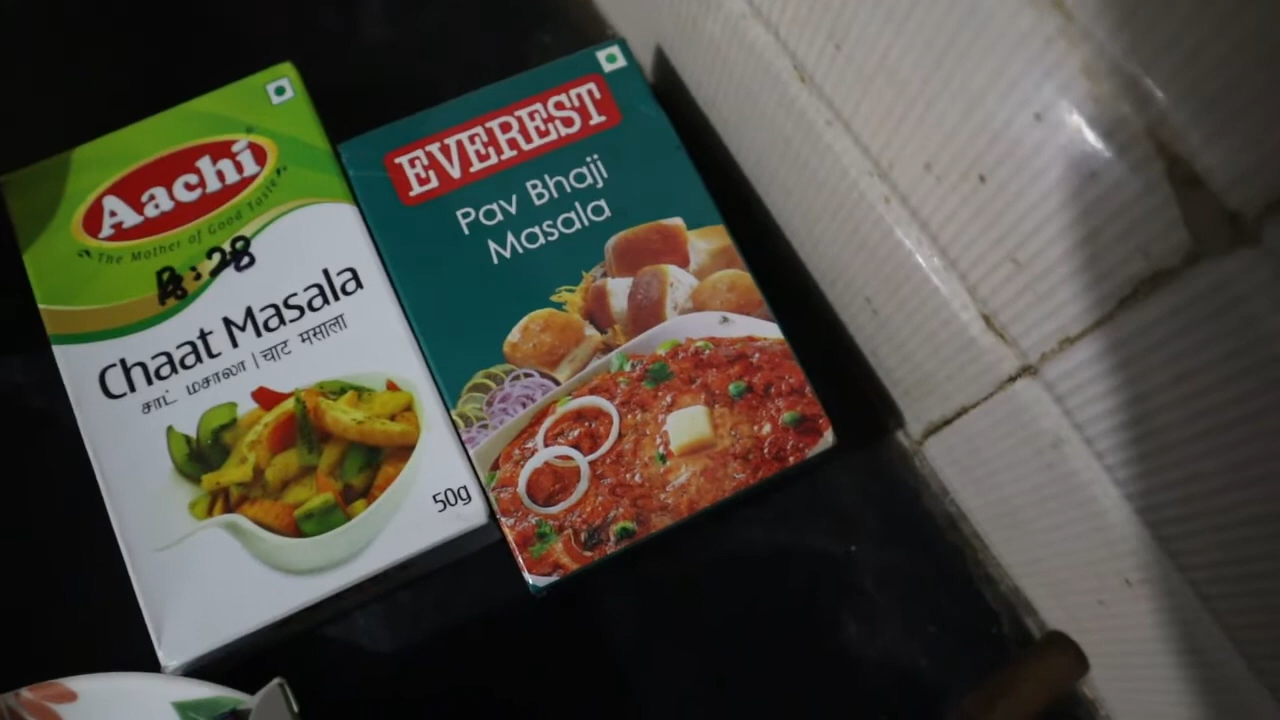 Aachi
"The Mother of Good Taste"
Rs: 28
Chaat Masala
சாட் மசாலா | चाट मसाला
50g
EVEREST
Pav Bhaji
Masala